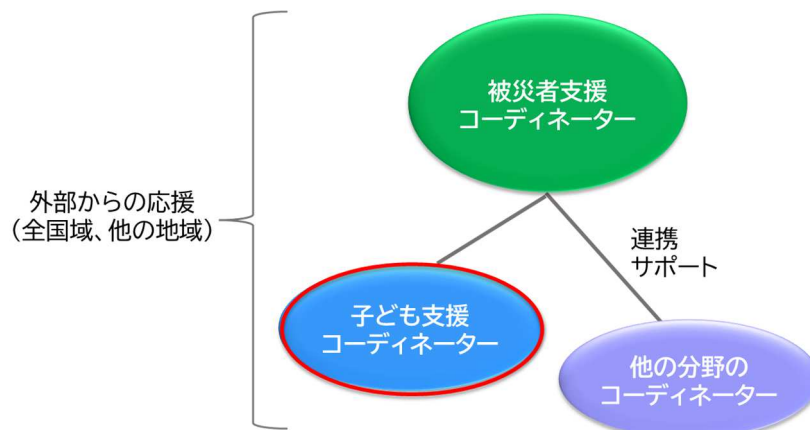 被災者支援
コーディネーター
外部からの応援
(全国域、他の地域)
連携
サポート
子ども支援
コーディネーター
他の分野の
コーディネーター